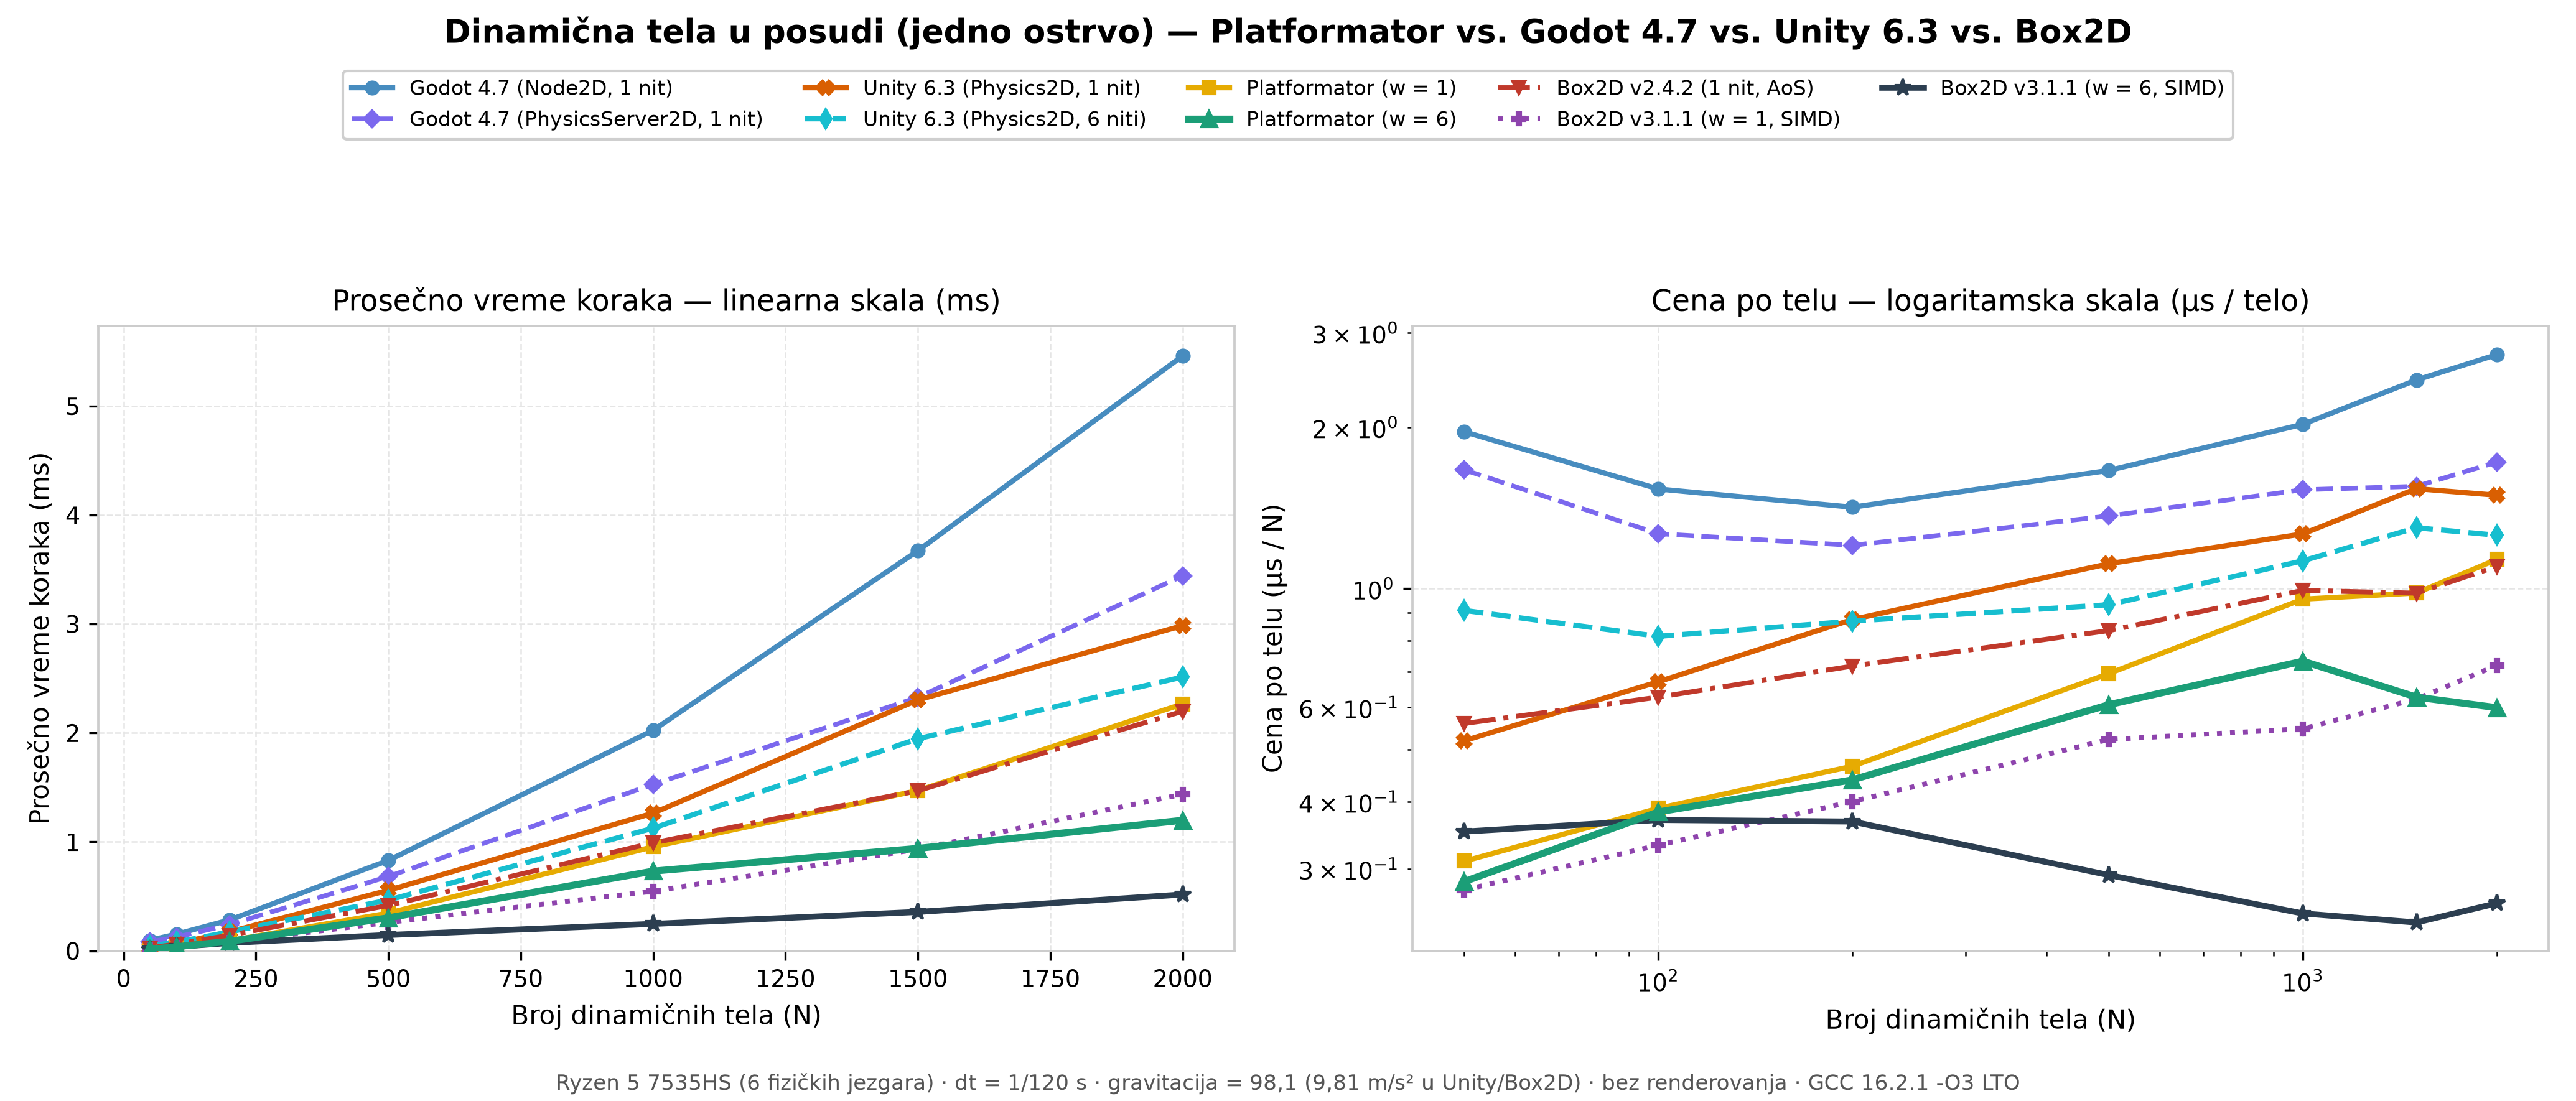 Dinamična tela u posudi (jedno ostrvo) — Platformator vs. Godot 4.7 vs. Unity 6.3 vs. Box2D
Godot 4.7 (Node2D, 1 nit)
Godot 4.7 (PhysicsServer2D, 1 nit)
Unity 6.3 (Physics2D, 1 nit)
Unity 6.3 (Physics2D, 6 niti)
Platformator (w = 1)
Platformator (w = 6)
Box2D v2.4.2 (1 nit, AoS)
Box2D v3.1.1 (w = 1, SIMD)
Box2D v3.1.1 (w = 6, SIMD)
Prosečno vreme koraka — linearna skala (ms)
Prosečno vreme koraka (ms)
5
4
3
2
1
0
0 250 500 750 1000 1250 1500 1750 2000
Broj dinamičnih tela (N)
Cena po telu — logaritamska skala (µs / telo)
Cena po telu (µs / N)
3 × 10⁰
2 × 10⁰
10⁰
6 × 10⁻¹
4 × 10⁻¹
3 × 10⁻¹
10² 10³
Broj dinamičnih tela (N)
Ryzen 5 7535HS (6 fizičkih jezgara) · dt = 1/120 s · gravitacija = 98,1 (9,81 m/s² u Unity/Box2D) · bez renderovanja · GCC 16.2.1 -O3 LTO